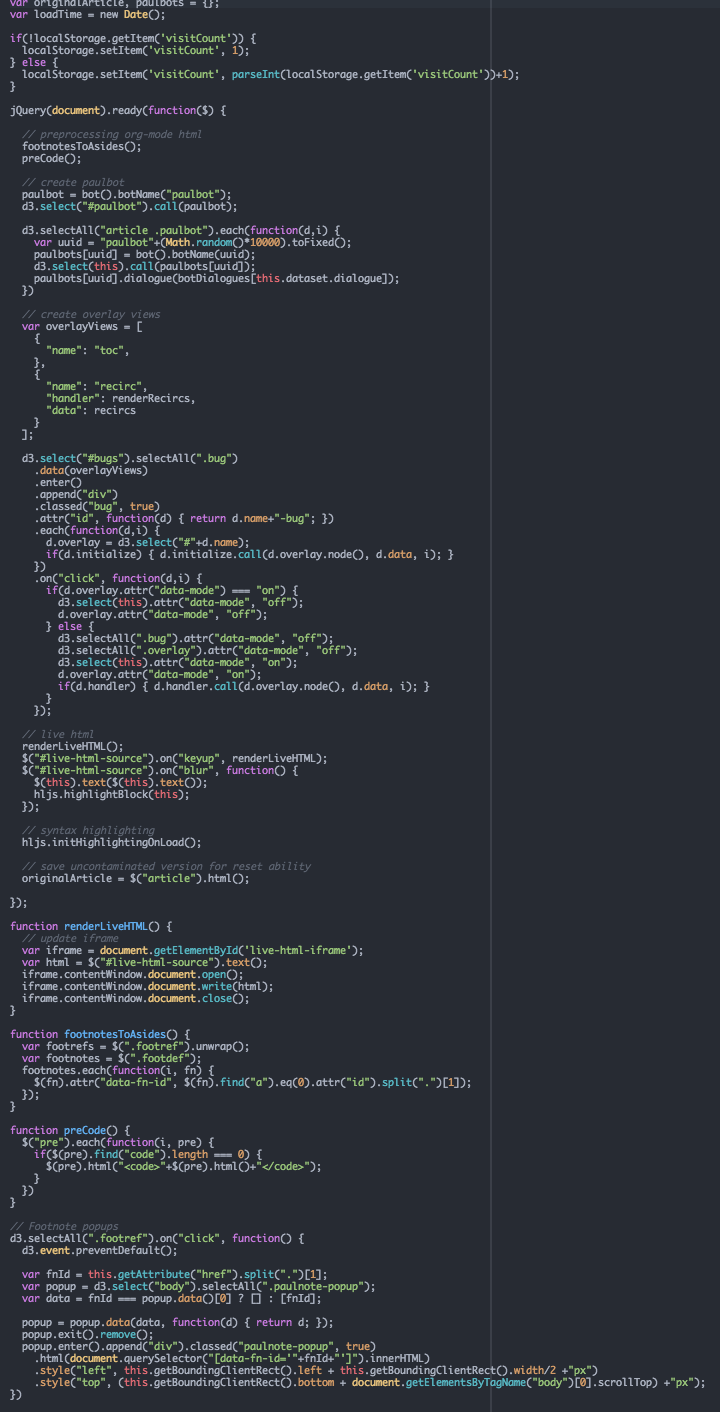 var originalArticle, paulbots = {};
var loadTime = new Date();

if(!localStorage.getItem('visitCount')) {
  localStorage.setItem('visitCount', 1);
} else {
  localStorage.setItem('visitCount', parseInt(localStorage.getItem('visitCount'))+1);
}

jQuery(document).ready(function($) {

  // preprocessing org-mode html
  footnotesToAsides();
  preCode();

  // create paulbot
  paulbot = bot().botName("paulbot");
  d3.select("#paulbot").call(paulbot);

  d3.selectAll("article .paulbot").each(function(d,i) {
    var uuid = "paulbot"+(Math.random()*10000).toFixed();
    paulbots[uuid] = bot().botName(uuid);
    d3.select(this).call(paulbots[uuid]);
    paulbots[uuid].dialogue(botDialogues[this.dataset.dialogue]);
  })

  // create overlay views
  var overlayViews = [
    {
      "name": "toc",
    },
    {
      "name": "recirc",
      "handler": renderRecircs,
      "data": recircs
    }
  ];

  d3.select("#bugs").selectAll(".bug")
    .data(overlayViews)
    .enter()
    .append("div")
    .classed("bug", true)
    .attr("id", function(d) { return d.name+"-bug"; })
    .each(function(d,i) {
      d.overlay = d3.select("#"+d.name);
      if(d.initialize) { d.initialize.call(d.overlay.node(), d.data, i); }
    })
    .on("click", function(d,i) {
      if(d.overlay.attr("data-mode") === "on") {
        d3.select(this).attr("data-mode", "off");
        d.overlay.attr("data-mode", "off");
      } else {
        d3.selectAll(".bug").attr("data-mode", "off");
        d3.selectAll(".overlay").attr("data-mode", "off");
        d3.select(this).attr("data-mode", "on");
        d.overlay.attr("data-mode", "on");
        if(d.handler) { d.handler.call(d.overlay.node(), d.data, i); }
      }
    });

  // live html
  renderLiveHTML();
  $("#live-html-source").on("keyup", renderLiveHTML);
  $("#live-html-source").on("blur", function() {
    $(this).text($(this).text());
    hljs.highlightBlock(this);
  });

  // syntax highlighting
  hljs.initHighlightingOnLoad();

  // save uncontaminated version for reset ability
  originalArticle = $("article").html();

});

function renderLiveHTML() {
  // update iframe
  var iframe = document.getElementById('live-html-iframe');
  var html = $("#live-html-source").text();
  iframe.contentWindow.document.open();
  iframe.contentWindow.document.write(html);
  iframe.contentWindow.document.close();
}

function footnotesToAsides() {
  var footrefs = $(".footref").unwrap();
  var footnotes = $(".footdef");
  footnotes.each(function(i, fn) {
    $(fn).attr("data-fn-id", $(fn).find("a").eq(0).attr("id").split(".")[1]);
  });
}

function preCode() {
  $("pre").each(function(i, pre) {
    if($(pre).find("code").length === 0) {
      $(pre).html("<code>"+$(pre).html()+"</code>");
    }
  })
}

// Footnote popups
d3.selectAll(".footref").on("click", function() {
  d3.event.preventDefault();

  var fnId = this.getAttribute("href").split(".")[1];
  var popup = d3.select("body").selectAll(".paulnote-popup");
  var data = fnId === popup.data()[0] ? [] : [fnId];

  popup = popup.data(data, function(d) { return d; });
  popup.exit().remove();
  popup.enter().append("div").classed("paulnote-popup", true)
    .html(document.querySelector("[data-fn-id='"+fnId+"']").innerHTML)
    .style("left", this.getBoundingClientRect().left + this.getBoundingClientRect().width/2 +"px")
    .style("top", (this.getBoundingClientRect().bottom + document.getElementsByTagName("body")[0].scrollTop) +"px");
})